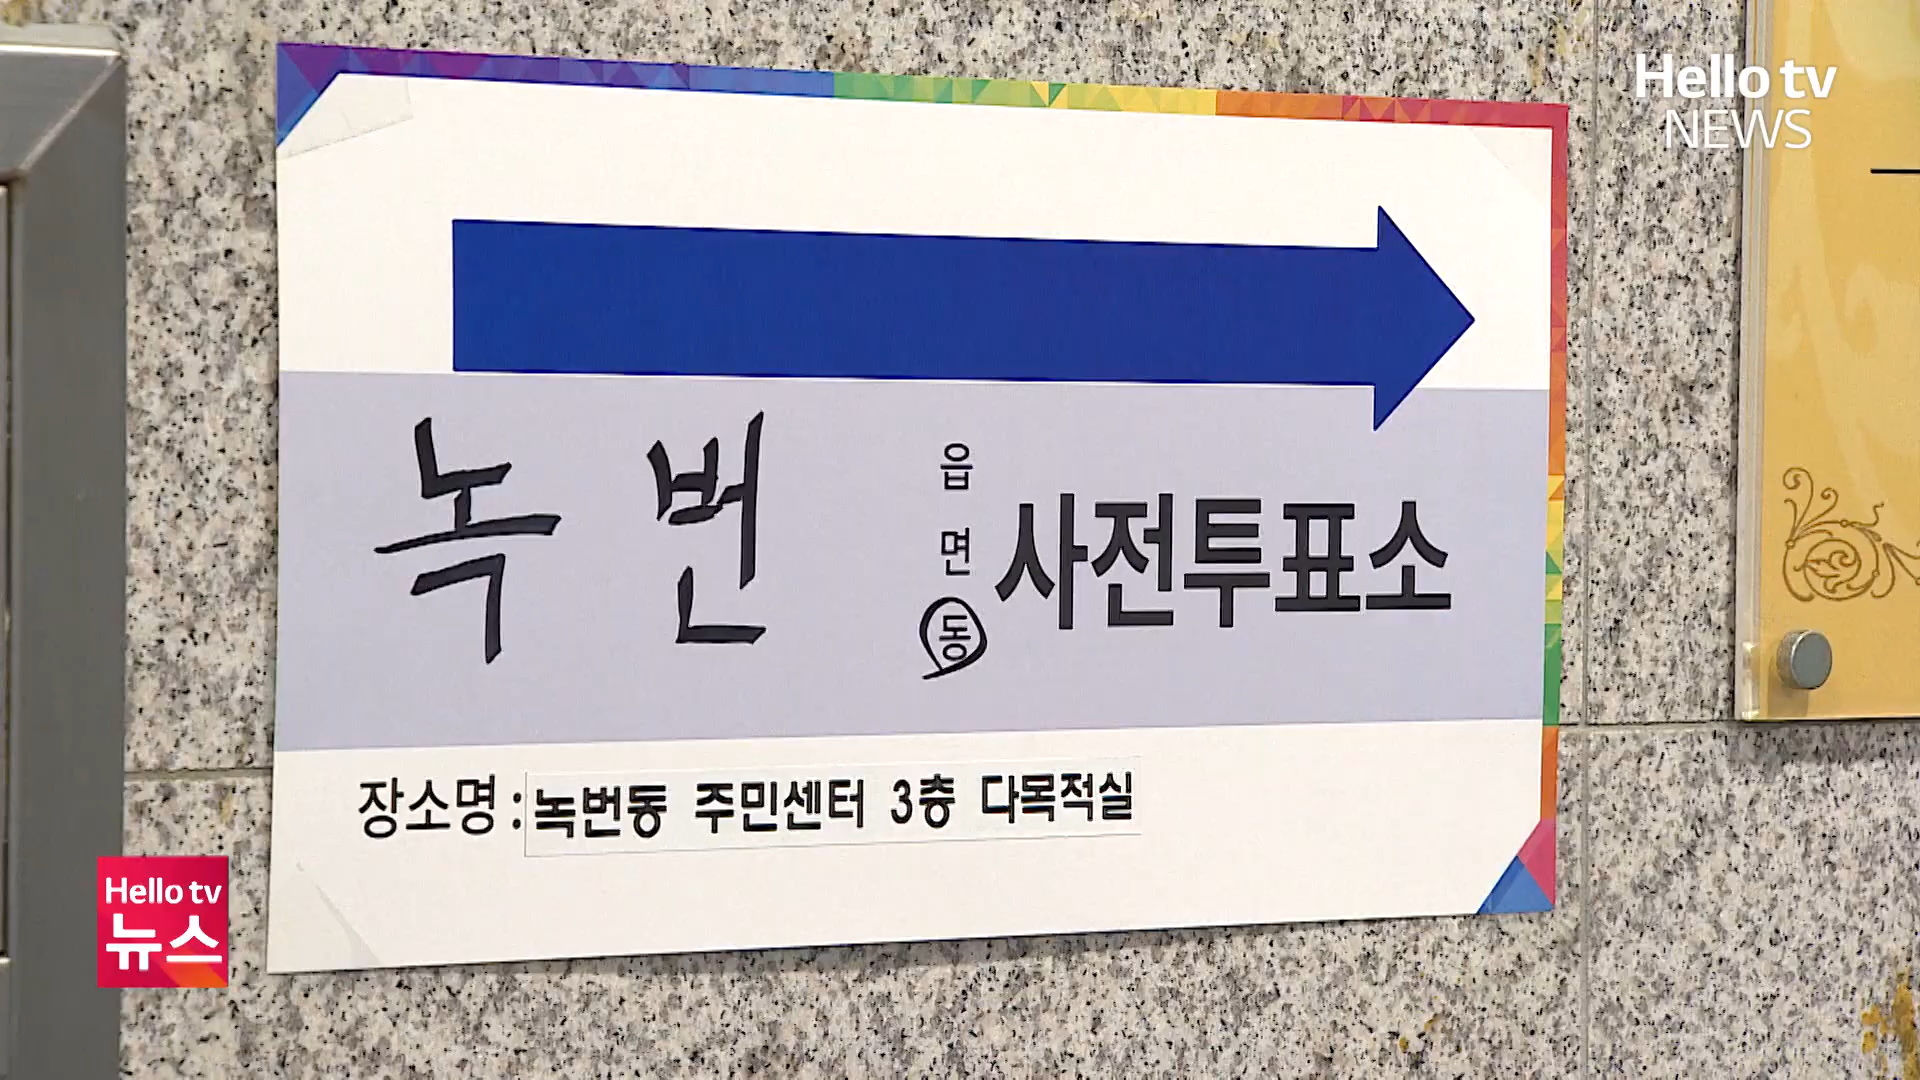 Hello tv
NEWS
녹번 읍 면 동 사전투표소
장소명 : 녹번동 주민센터 3층 다목적실
Hello tv
뉴스